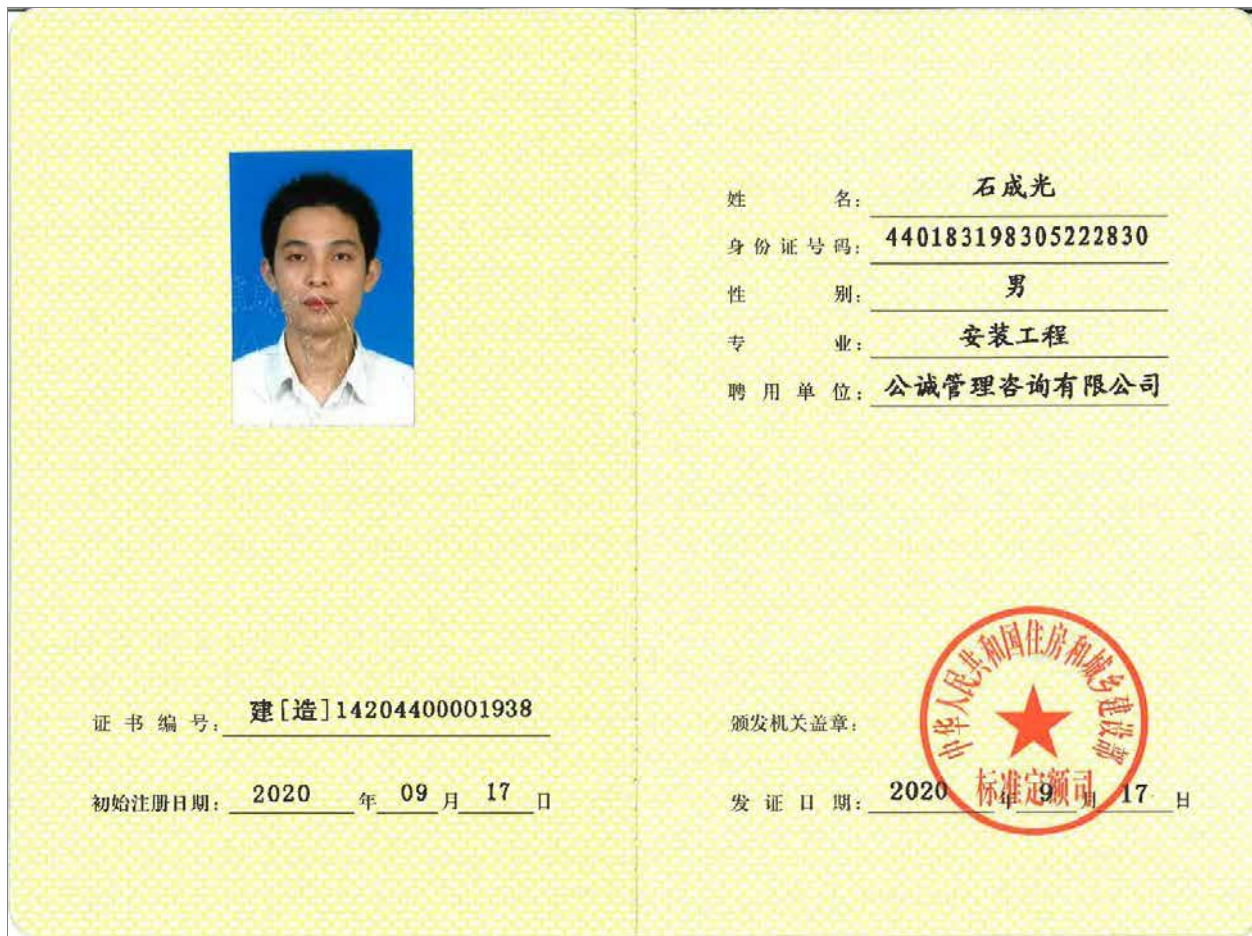 姓 名： 石成光
身份证号码： 440183198305222830
性 别： 男
专 业： 安装工程
聘用单位： 公诚管理咨询有限公司
证书编号： 建[造]14204400001938
初始注册日期： 2020 年 09 月 17 日
颁发机关盖章：
中华人民共和国住房和城乡建设部
标准定额司
发证日期： 2020 年 9 月 17 日